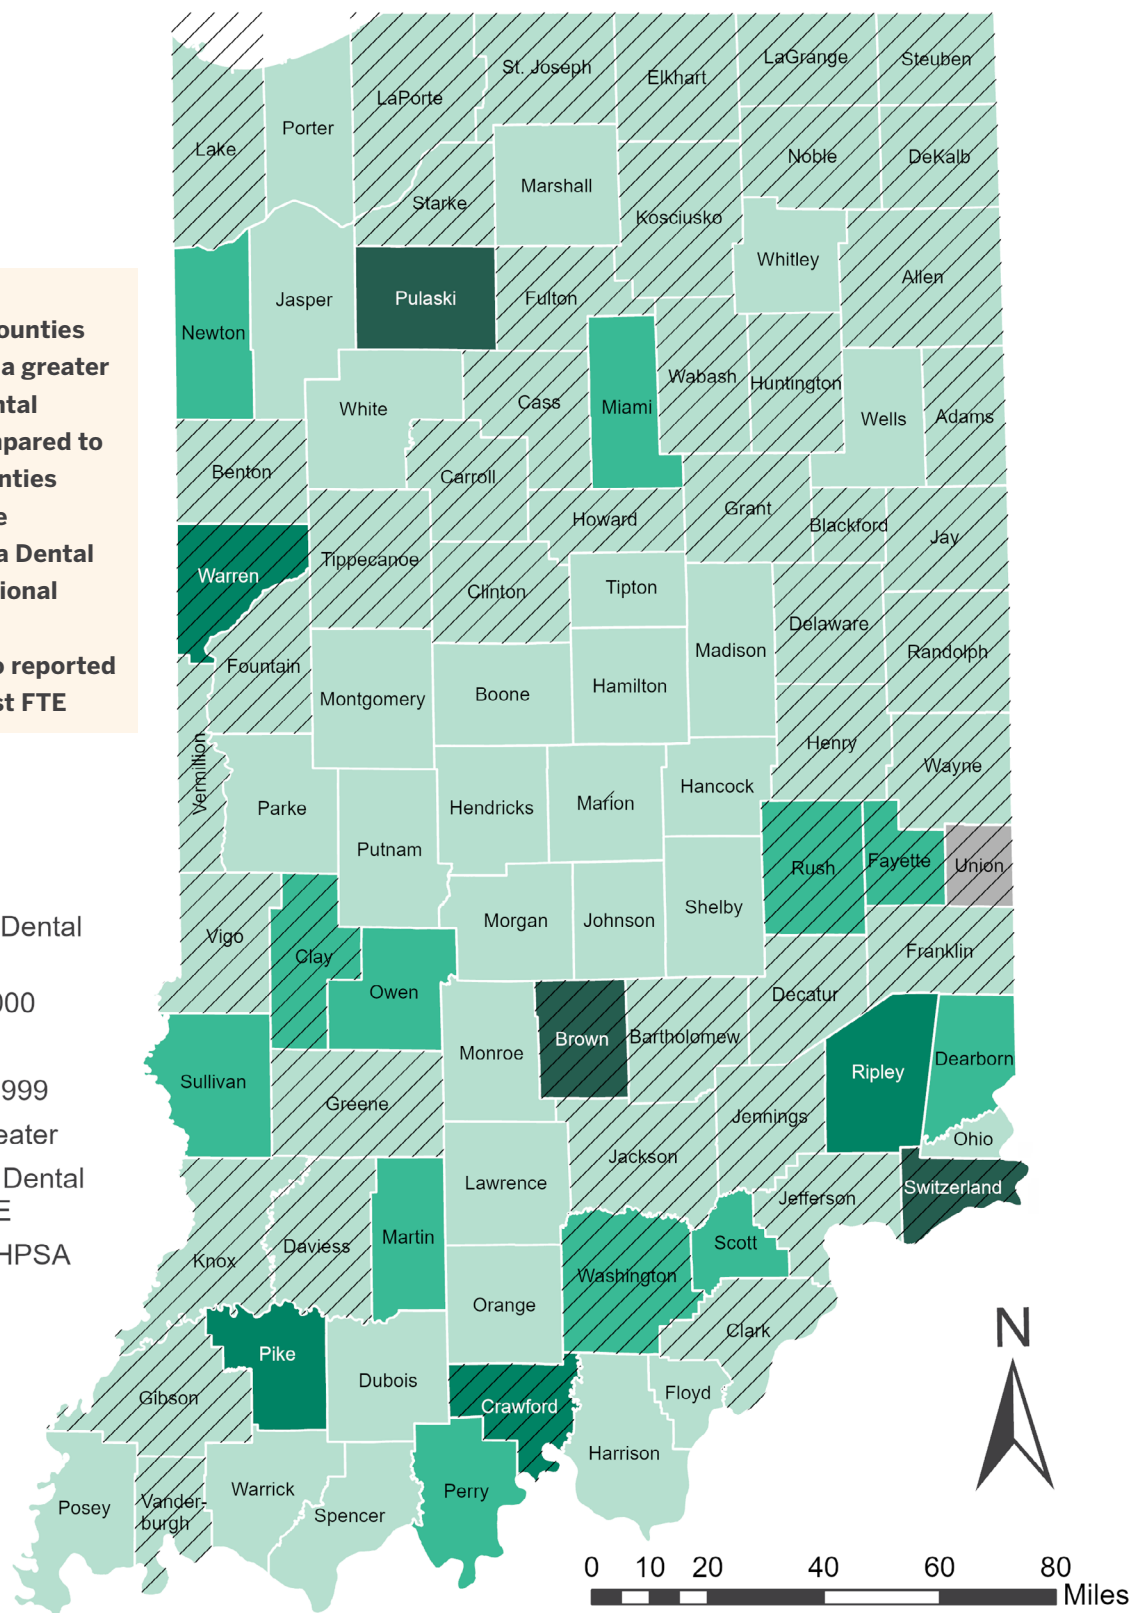 St. Joseph
LaGrange
Steuben
Elkhart
LaPorte
Porter
Lake
Noble
DeKalb
Marshall
Starke
Kosciusko
Whitley
Allen
Jasper
Pulaski
Fulton
Newton
ounties
a greater
ntal
mpared to
nties
e
a Dental
ional
o reported
st FTE
Wabash
Huntington
White
Cass
Miami
Wells
Adams
Benton
Carroll
Howard
Grant
Blackford
Jay
Tippecanoe
Warren
Clinton
Tipton
Delaware
Madison
Randolph
Fountain
Montgomery
Boone
Hamilton
Henry
Wayne
Vermillion
Parke
Hendricks
Marion
Hancock
Putnam
Rush
Fayette
Union
Vigo
Morgan
Johnson
Shelby
Clay
Franklin
Owen
Decatur
Dental
000
999
eater
Dental
E
HPSA
Monroe
Brown
Bartholomew
Dearborn
Ripley
Sullivan
Greene
Jennings
Ohio
Jackson
Lawrence
Jefferson
Switzerland
Knox
Daviess
Martin
Scott
Washington
Orange
Clark
Pike
Dubois
Gibson
Crawford
Floyd
Harrison
Posey
Vander-
burgh
Warrick
Spencer
Perry
N
0 10 20 40 60 80
Miles